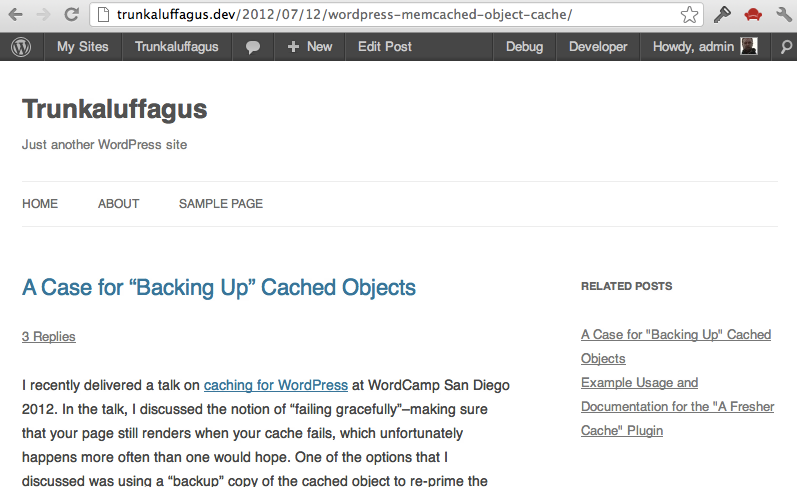 trunkaluffagus.dev/2012/07/12/wordpress-memcached-object-cache/
My Sites Trunkaluffagus + New Edit Post Debug Developer Howdy, admin
Trunkaluffagus
Just another WordPress site
HOME ABOUT SAMPLE PAGE
A Case for “Backing Up” Cached Objects
3 Replies
I recently delivered a talk on caching for WordPress at WordCamp San Diego
2012. In the talk, I discussed the notion of “failing gracefully”–making sure
that your page still renders when your cache fails, which unfortunately
happens more often than one would hope. One of the options that I
discussed was using a “backup” copy of the cached object to re-prime the
RELATED POSTS
A Case for "Backing Up" Cached
Objects
Example Usage and
Documentation for the "A Fresher
Cache" Plugin